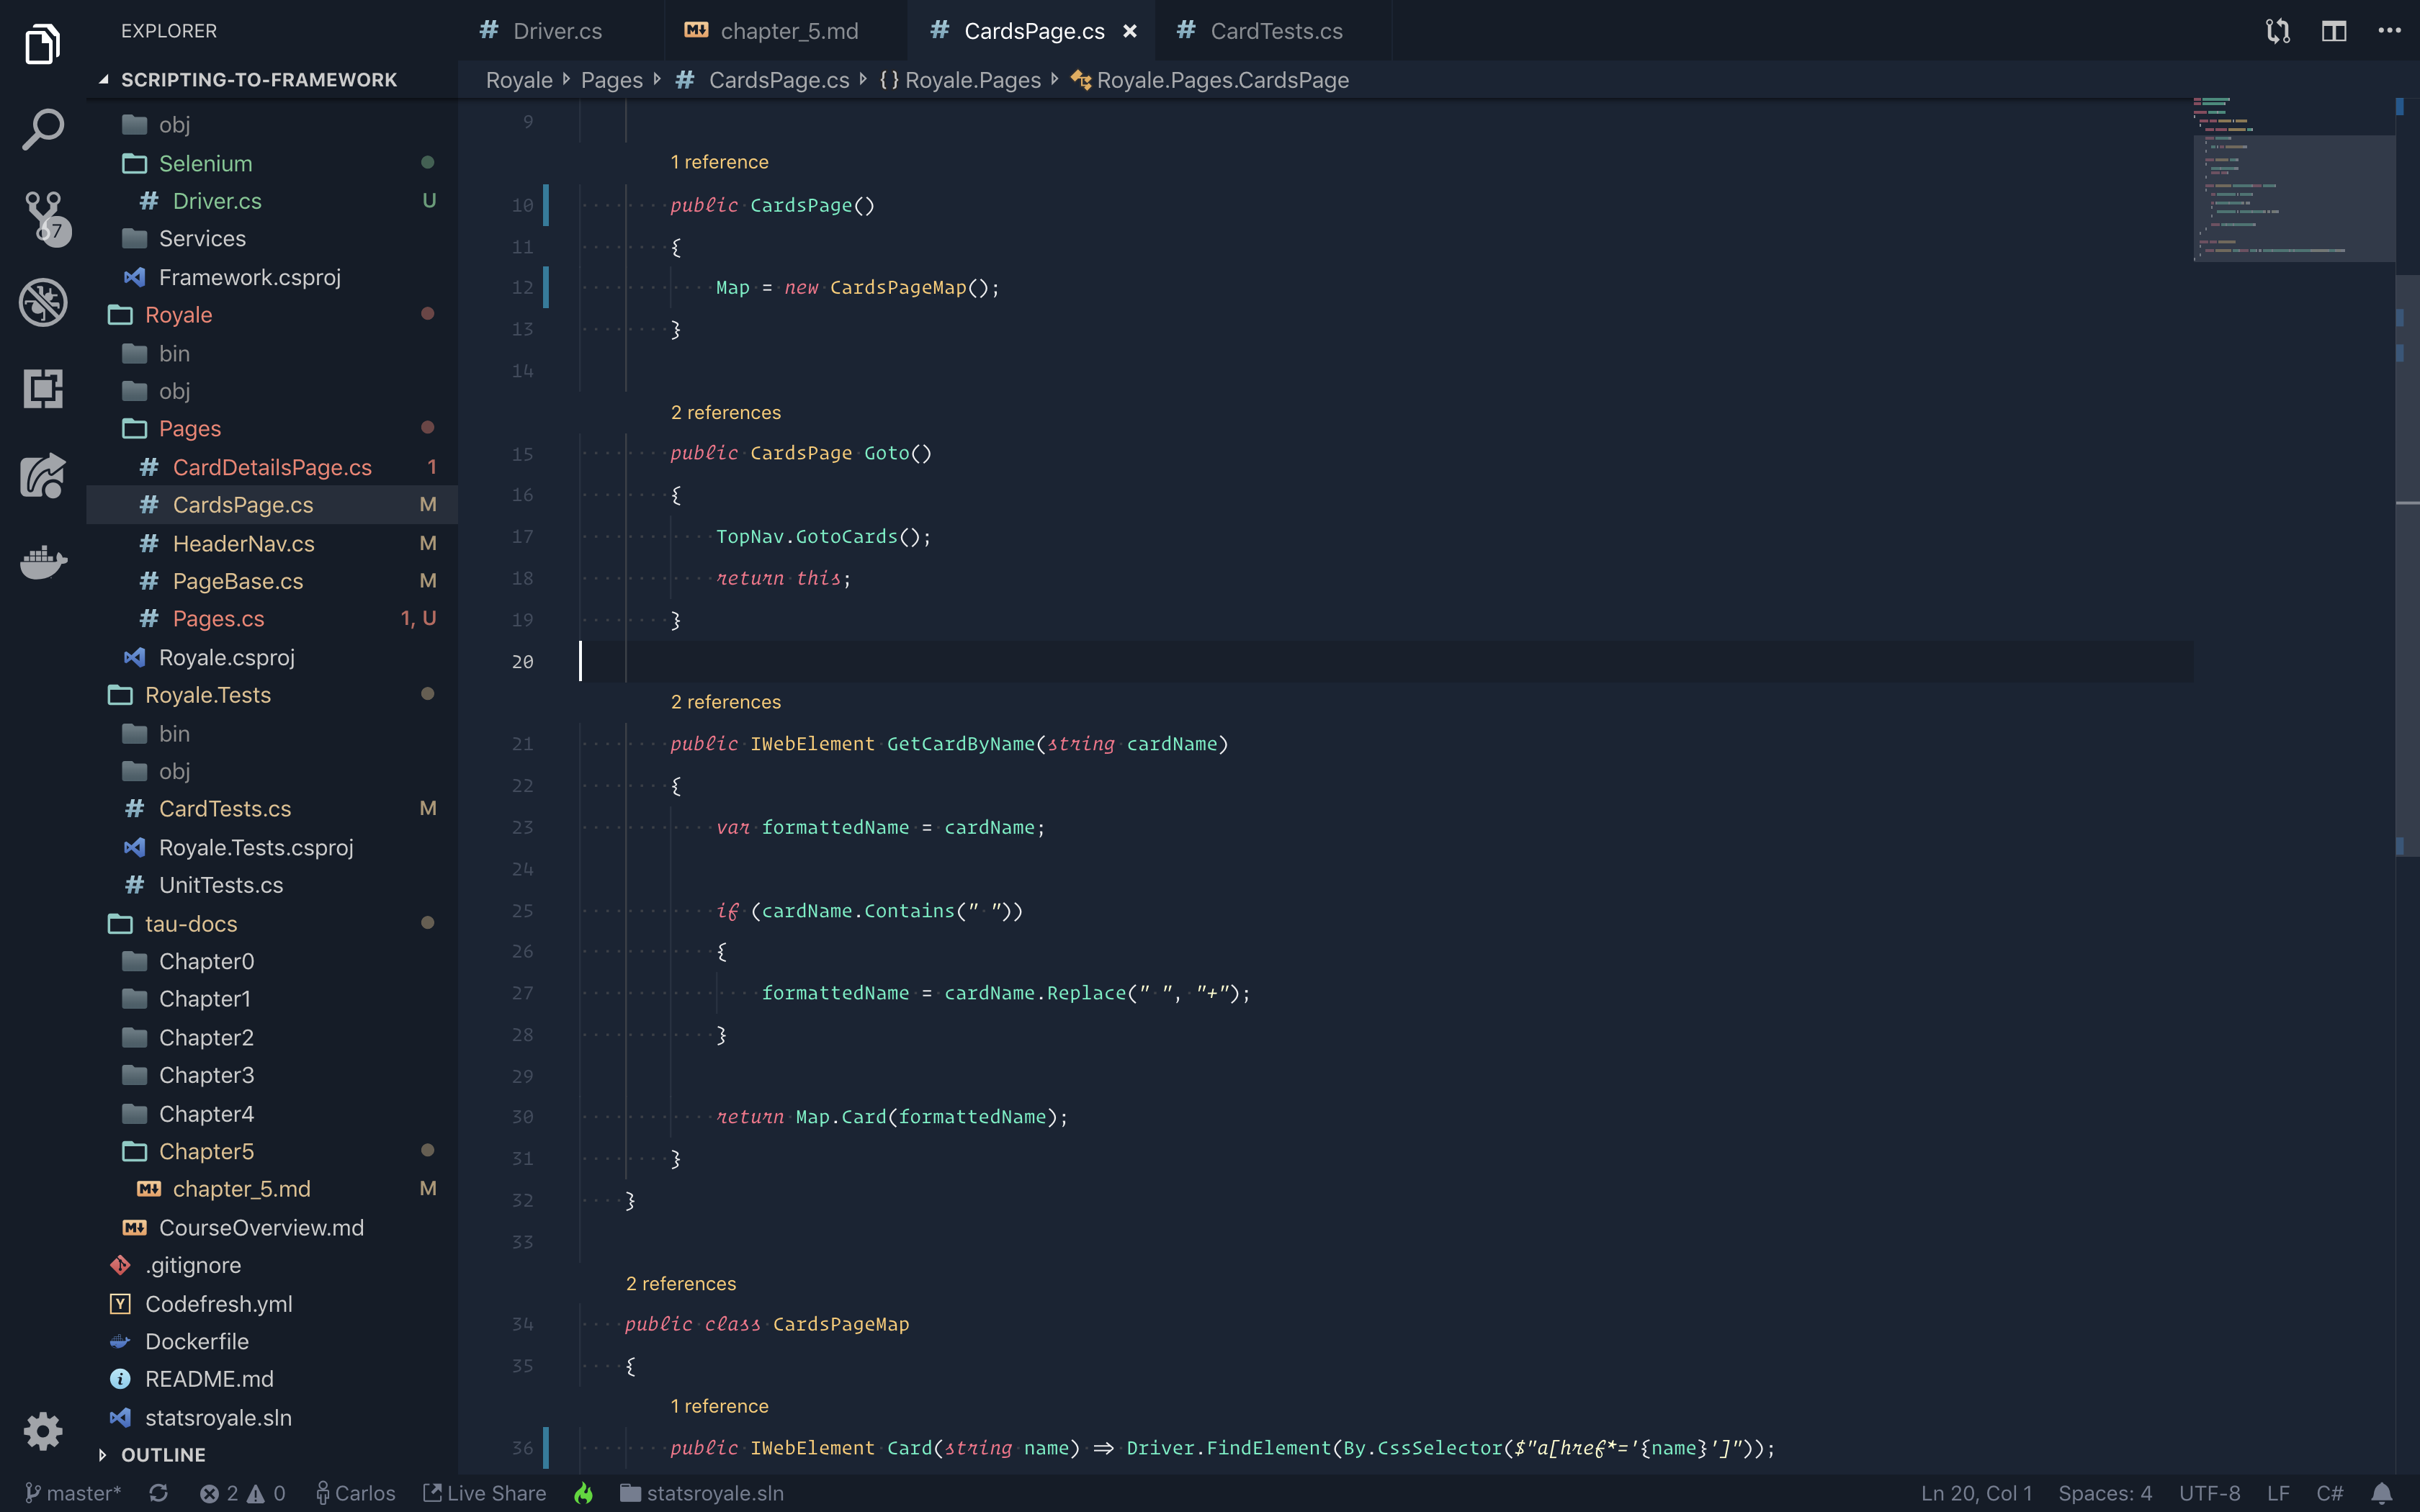 EXPLORER
SCRIPTING-TO-FRAMEWORK
obj
Selenium
Driver.cs U
Services
Framework.csproj
Royale
bin
obj
Pages
CardDetailsPage.cs 1
CardsPage.cs M
HeaderNav.cs M
PageBase.cs M
Pages.cs 1, U
Royale.csproj
Royale.Tests
bin
obj
CardTests.cs M
Royale.Tests.csproj
UnitTests.cs
tau-docs
Chapter0
Chapter1
Chapter2
Chapter3
Chapter4
Chapter5
chapter_5.md M
CourseOverview.md
.gitignore
Codefresh.yml
Dockerfile
README.md
statsroyale.sln
OUTLINE
7
Driver.cs chapter_5.md CardsPage.cs CardTests.cs
Royale Pages # CardsPage.cs {} Royale.Pages Royale.Pages.CardsPage
9
1 reference
10 public CardsPage()
11 {
12 Map = new CardsPageMap();
13 }
14
2 references
15 public CardsPage Goto()
16 {
17 TopNav.GotoCards();
18 return this;
19 }
20
2 references
21 public IWebElement GetCardByName(string cardName)
22 {
23 var formattedName = cardName;
24
25 if (cardName.Contains(" "))
26 {
27 formattedName = cardName.Replace(" ", "+");
28 }
29
30 return Map.Card(formattedName);
31 }
32 }
33
2 references
34 public class CardsPageMap
35 {
1 reference
36 public IWebElement Card(string name) => Driver.FindElement(By.CssSelector($"a[href*='{name}']"));
master* 2 0 Carlos Live Share statsroyale.sln Ln 20, Col 1 Spaces: 4 UTF-8 LF C#